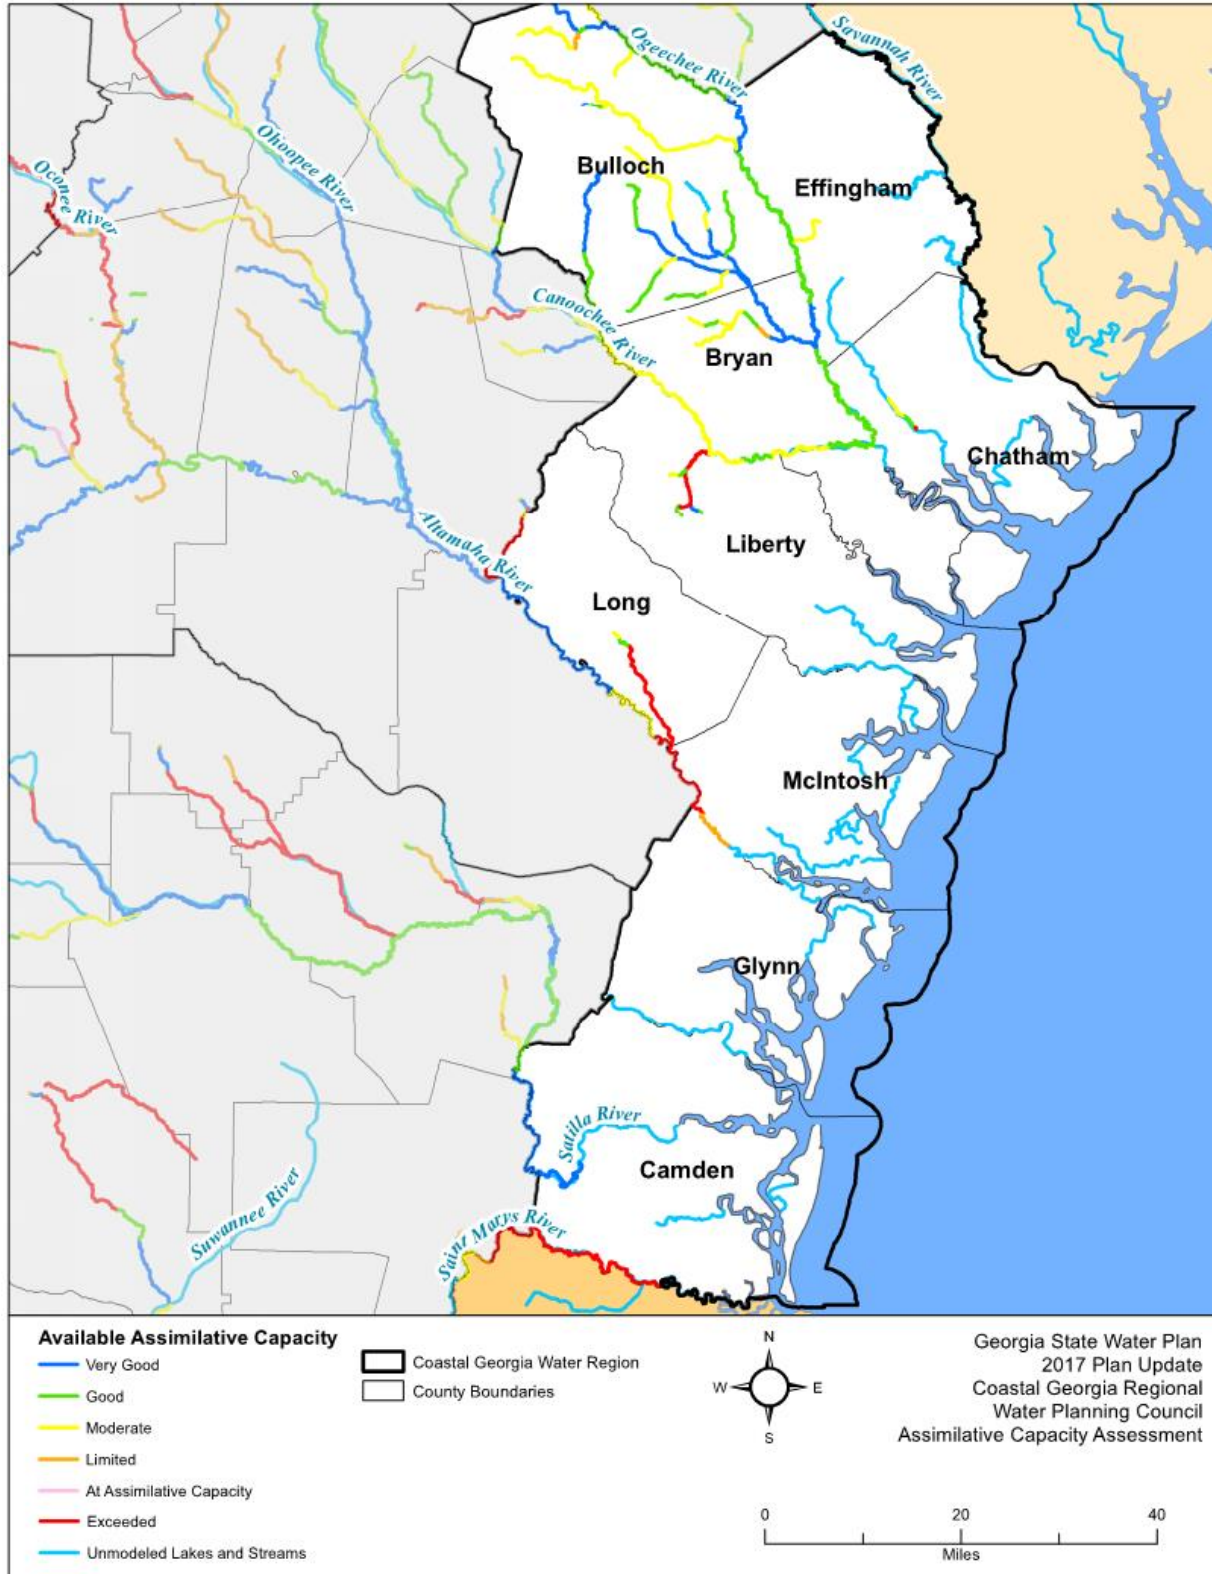 Savannah River
Ogeechee River
Ohoopee River
Bulloch
Effingham
Oconee River
Canoochee River
Bryan
Chatham
Altamaha River
Liberty
Long
McIntosh
Glynn
Satilla River
Camden
Suwannee River
Saint Marys River
Available Assimilative Capacity
Very Good
Good
Moderate
Limited
At Assimilative Capacity
Exceeded
Unmodeled Lakes and Streams
Coastal Georgia Water Region
County Boundaries
N
W
E
S
Georgia State Water Plan
2017 Plan Update
Coastal Georgia Regional
Water Planning Council
Assimilative Capacity Assessment
0 20 40
Miles